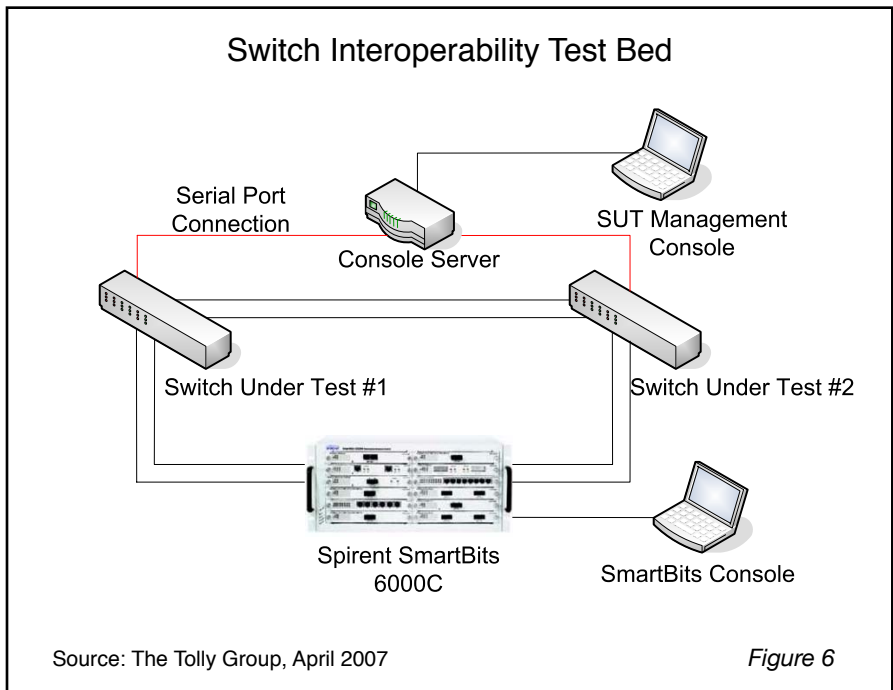 Switch Interoperability Test Bed
Serial Port
Connection
Console Server
SUT Management
Console
Switch Under Test #1
Switch Under Test #2
Spirent SmartBits
6000C
SmartBits Console
Source: The Tolly Group, April 2007
Figure 6